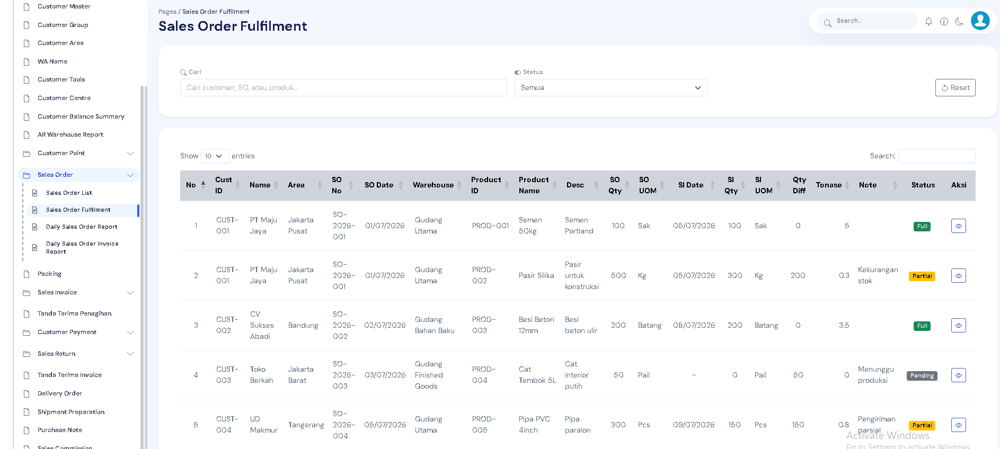 Customer Master
Customer Group
Customer Area
WA Name
Customer Tools
Customer Centre
Customer Balance Summary
AR Warehouse Report
Customer Point
Sales Order
Sales Order List
Sales Order Fulfilment
Daily Sales Order Report
Daily Sales Order Invoice
Report
Packing
Sales Invoice
Tanda Terima Penagihan
Customer Payment
Sales Return
Tanda Terima Invoice
Delivery Order
Shipment Preparation
Purchase Note
Sales Commission
Pages / Sales Order Fulfilment
Sales Order Fulfilment
Search...
Cari
Cari customer, SO, atau produk...
Status
Semua
Reset
Show 10 entries
Search:
No Cust ID Name Area SO No SO Date Warehouse Product ID Product Name Desc SO Qty SO UOM SI Date SI Qty SI UOM Qty Diff Tonase Note Status Aksi
1 CUST-001 PT Maju Jaya Jakarta Pusat SO-2026-001 01/07/2026 Gudang Utama PROD-001 Semen 50kg Semen Portland 100 Sak 05/07/2026 100 Sak 0 5 Full
2 CUST-001 PT Maju Jaya Jakarta Pusat SO-2026-001 01/07/2026 Gudang Utama PROD-002 Pasir Silika Pasir untuk konstruksi 500 Kg 05/07/2026 300 Kg 200 0.3 Kekurangan stok Partial
3 CUST-002 CV Sukses Abadi Bandung SO-2026-002 02/07/2026 Gudang Bahan Baku PROD-003 Besi Beton 12mm Besi beton ulir 200 Batang 08/07/2026 200 Batang 0 3.5 Full
4 CUST-003 Toko Berkah Jakarta Barat SO-2026-003 03/07/2026 Gudang Finished Goods PROD-004 Cat Tembok 5L Cat interior putih 50 Pail - 0 Pail 50 0 Menunggu produksi Pending
5 CUST-004 UD Makmur Tangerang SO-2026-004 05/07/2026 Gudang Utama PROD-005 Pipa PVC 4inch Pipa paralon 300 Pcs 09/07/2026 150 Pcs 150 0.8 Pengiriman parsial Partial
Activate Windows
Go to Settings to activate Windows.